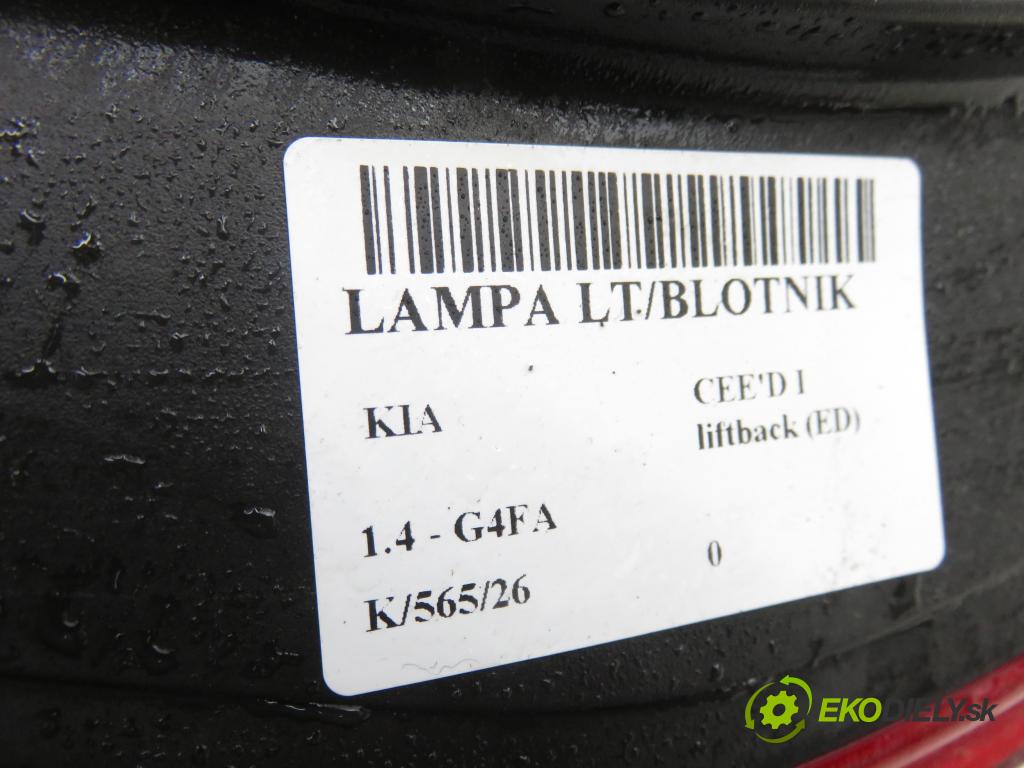 LAMPA LT/BLOTNIK
KIA
CEE'D I
liftback (ED)
1.4 - G4FA
0
K/565/26
EKODIELY.sk